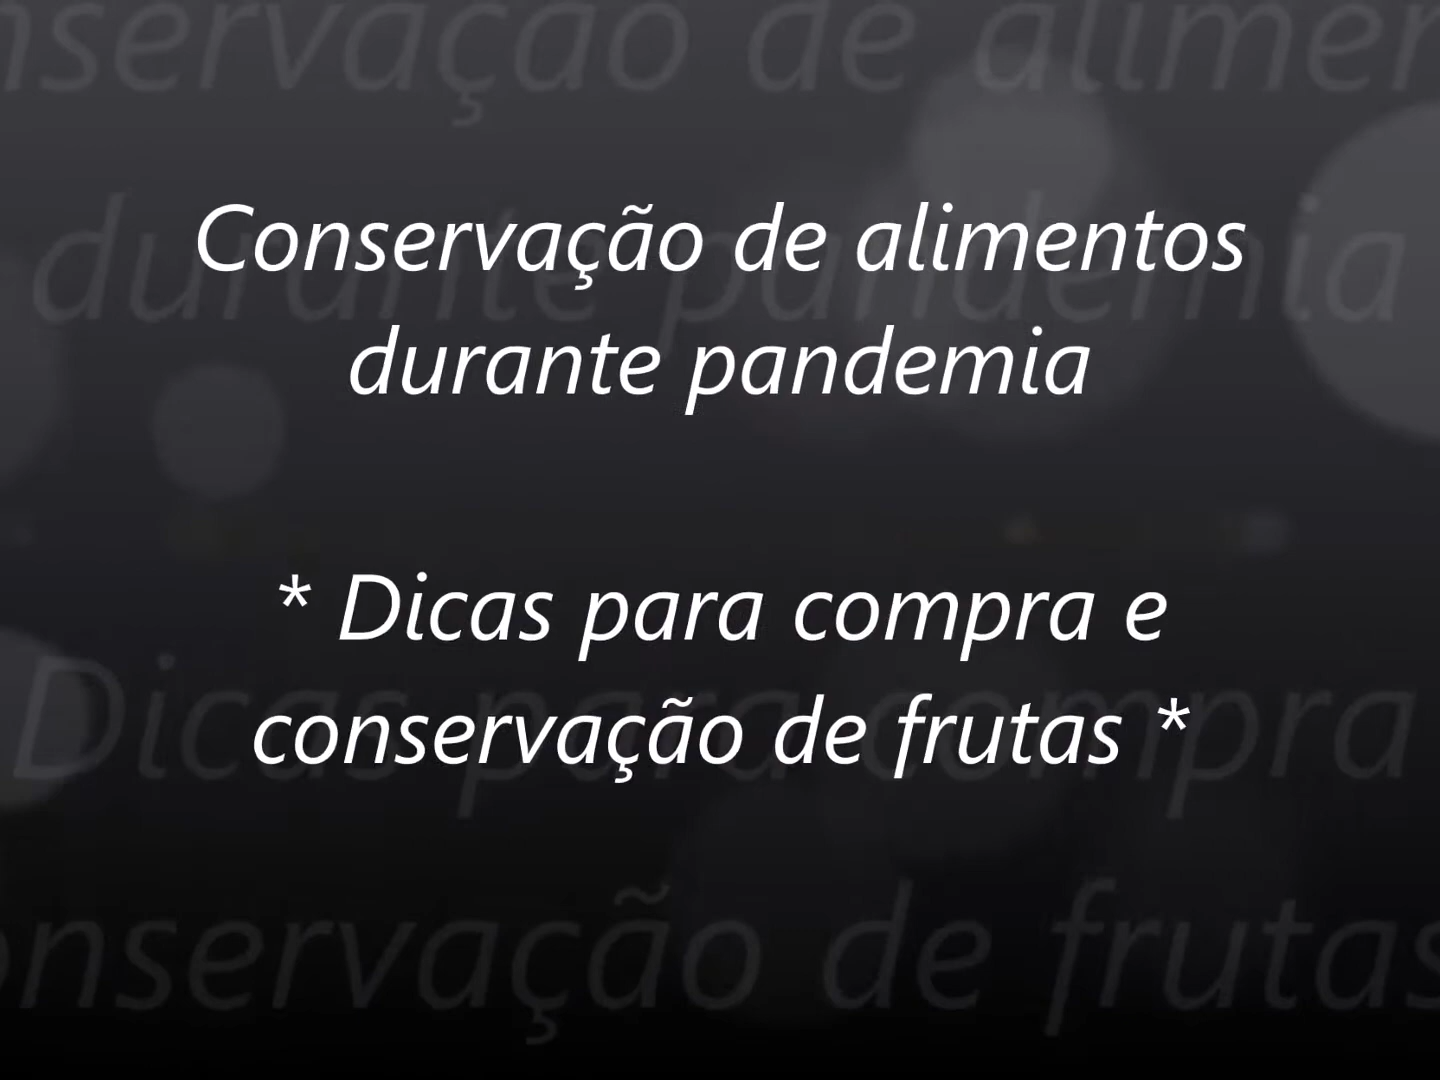 Conservação de alimentos
durante pandemia
* Dicas para compra e
conservação de frutas *